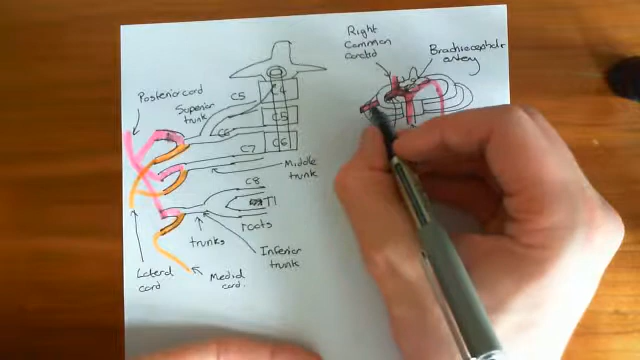 Right
Common
Carotid
Brachiocephalic
artery
Posterior cord
Superior
trunk
C5
C4
C5
C6
C6
C7
Middle
trunk
C8
T1
roots
trunks
Inferior
trunk
Lateral
cord
Medial
cord.